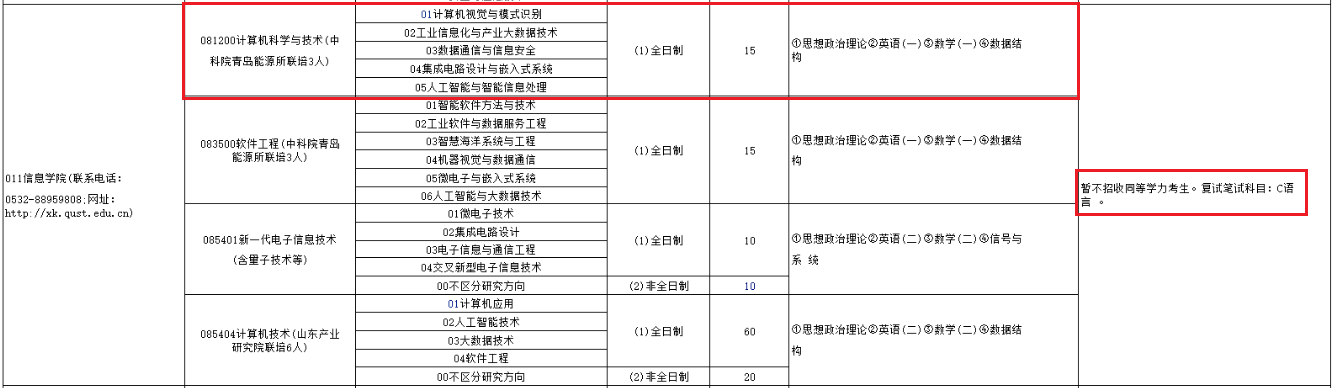 01计算机视觉与模式识别
02工业信息化与产业大数据技术
081200计算机科学与技术(中
科院青岛能源所联培3人)
03数据通信与信息安全
04集成电路设计与嵌入式系统
05人工智能与智能信息处理
(1)全日制
15
①思想政治理论②英语(一)③数学(一)④数据结
构
01智能软件方法与技术
02工业软件与数据服务工程
083500软件工程(中科院青岛
能源所联培3人)
03智慧海洋系统与工程
04机器视觉与数据通信
05微电子与嵌入式系统
06人工智能与大数据技术
(1)全日制
15
①思想政治理论②英语(一)③数学(一)④数据结
构
011信息学院(联系电话:
0532-88959808;网址:
http://xk.qust.edu.cn)
暂不招收同等学力考生。复试笔试科目: C语
言 。
085401新一代电子信息技术
(含量子技术等)
01微电子技术
02集成电路设计
03电子信息与通信工程
04交叉新型电子信息技术
(1)全日制
10
①思想政治理论②英语(二)③数学(二)④信号与
系 统
00不区分研究方向
(2)非全日制
10
085404计算机技术(山东产业
研究院联培6人)
01计算机应用
02人工智能技术
03大数据技术
04软件工程
(1)全日制
60
①思想政治理论②英语(二)③数学(二)④数据结
构
00不区分研究方向
(2)非全日制
20